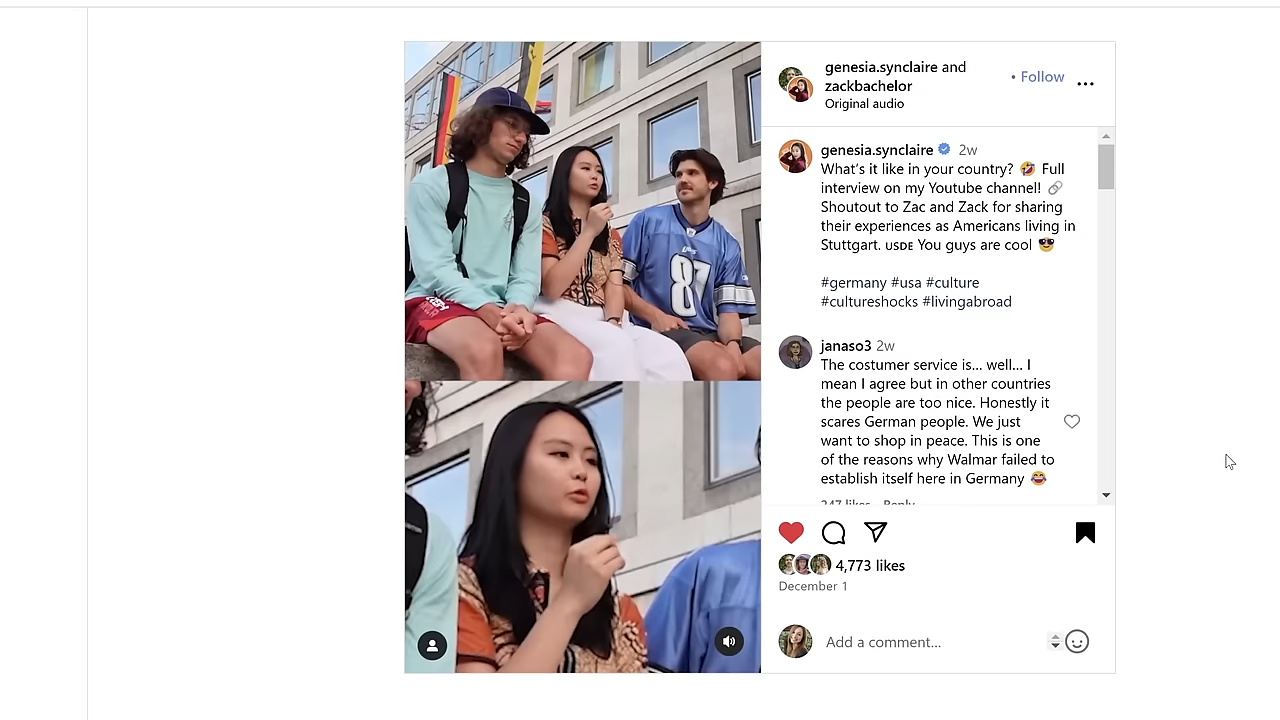 genesia.synclaire and
zackbachelor
Original audio
• Follow
genesia.synclaire 2w
What's it like in your country? 🤣 Full
interview on my Youtube channel! 🔗
Shoutout to Zac and Zack for sharing
their experiences as Americans living in
Stuttgart. ᴜsᴅᴇ You guys are cool 😎
#germany #usa #culture
#cultureshocks #livingabroad
janaso3 2w
The costumer service is... well... I
mean I agree but in other countries
the people are too nice. Honestly it
scares German people. We just
want to shop in peace. This is one
of the reasons why Walmar failed to
establish itself here in Germany 😂
247 likes Reply
4,773 likes
December 1
Add a comment...
87